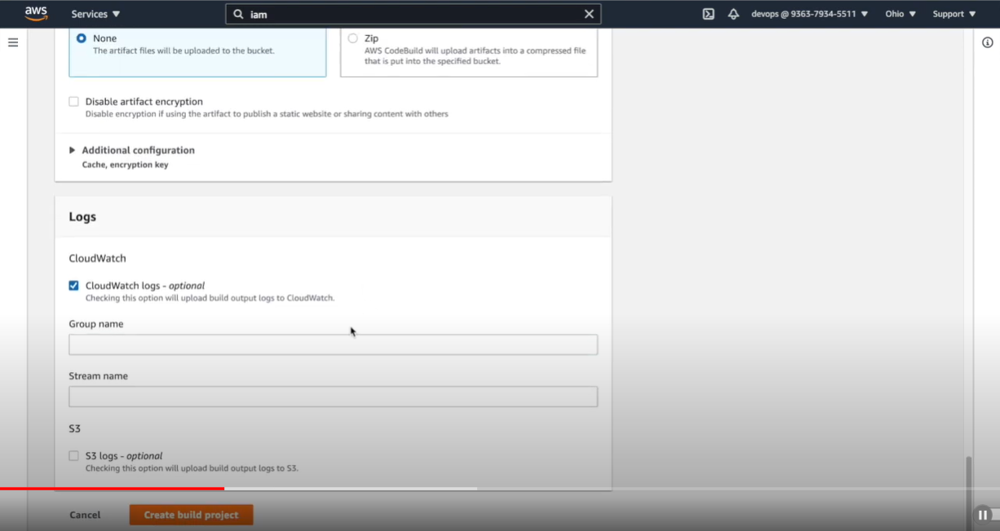 aws
Services
iam
devops @ 9363-7934-5511
Ohio
Support
None
The artifact files will be uploaded to the bucket.
Zip
AWS CodeBuild will upload artifacts into a compressed file
that is put into the specified bucket.
Disable artifact encryption
Disable encryption if using the artifact to publish a static website or sharing content with others
Additional configuration
Cache, encryption key
Logs
CloudWatch
CloudWatch logs - optional
Checking this option will upload build output logs to CloudWatch.
Group name
Stream name
S3
S3 logs - optional
Checking this option will upload build output logs to S3.
Cancel
Create build project